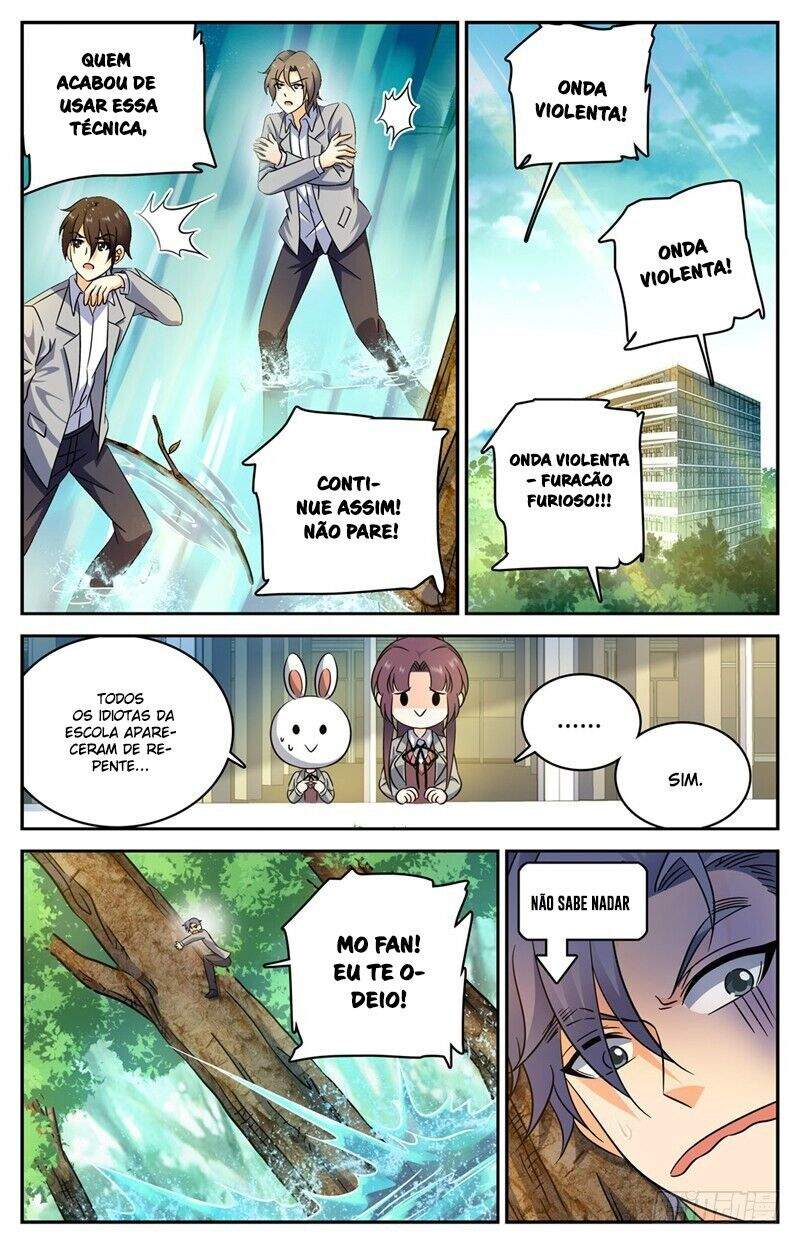 QUEM
ACABOU DE
USAR ESSA
TÉCNICA,
CONTI-
NUE ASSIM!
NÃO PARE!
ONDA
VIOLENTA!
ONDA
VIOLENTA!
ONDA VIOLENTA
- FURACÃO
FURIOSO!!!
TODOS
OS IDIOTAS DA
ESCOLA APARE-
CERAM DE RE-
PENTE...
......
SIM.
MO FAN!
EU TE O-
DEIO!
NÃO SABE NADAR